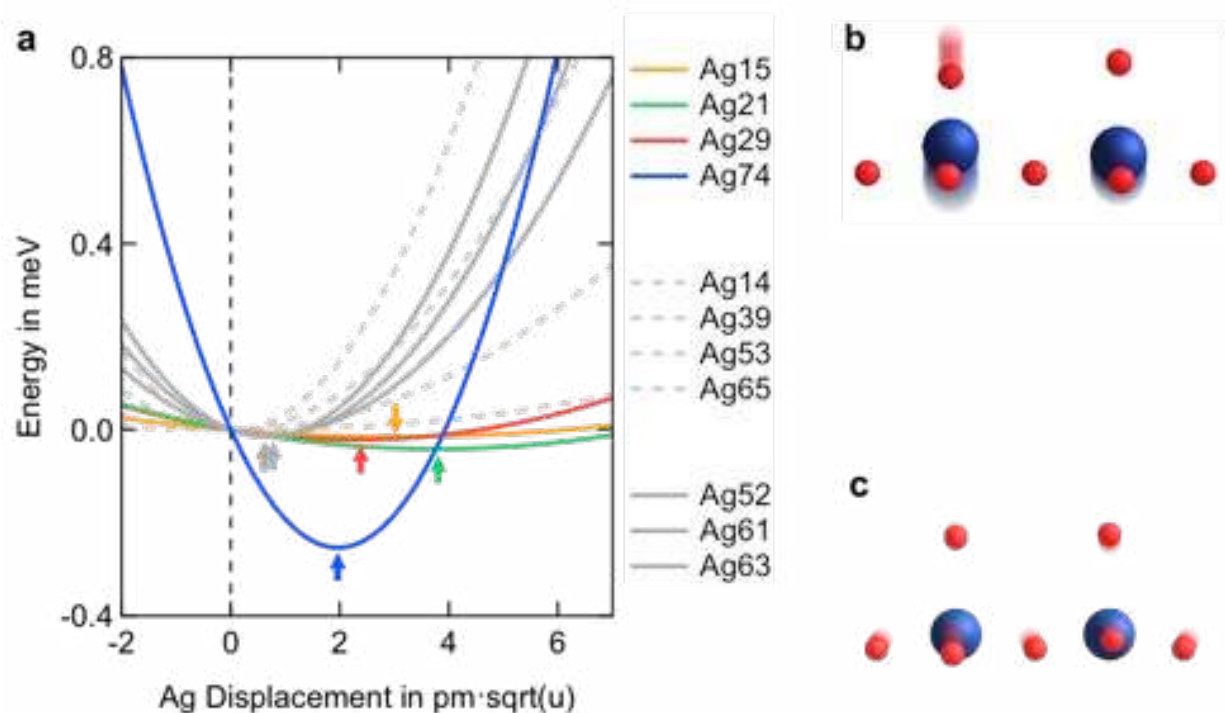 a
0.8
0.4
0.0
-0.4
-2
0
2
4
6
Energy in meV
Ag Displacement in pm·sqrt(u)
Ag15
Ag21
Ag29
Ag74
Ag14
Ag39
Ag53
Ag65
Ag52
Ag61
Ag63
b
c